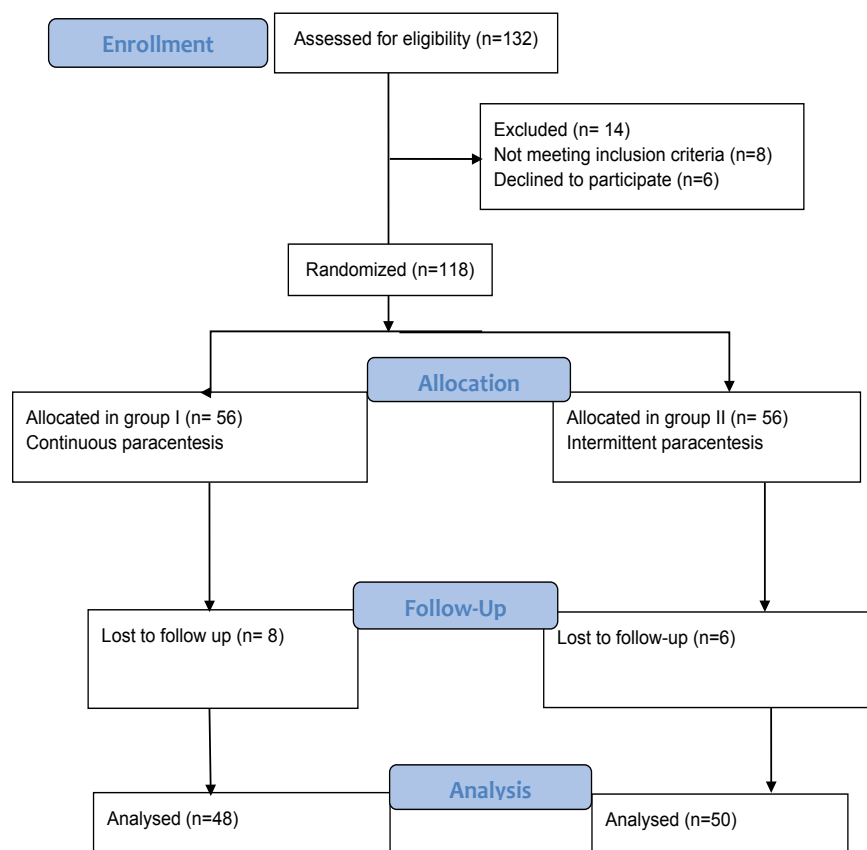 Enrollment
Assessed for eligibility (n=132)
Excluded (n= 14)
Not meeting inclusion criteria (n=8)
Declined to participate (n=6)
Randomized (n=118)
Allocation
Allocated in group I (n= 56)
Continuous paracentesis
Allocated in group II (n= 56)
Intermittent paracentesis
Follow-Up
Lost to follow up (n= 8)
Lost to follow-up (n=6)
Analysis
Analysed (n=48)
Analysed (n=50)